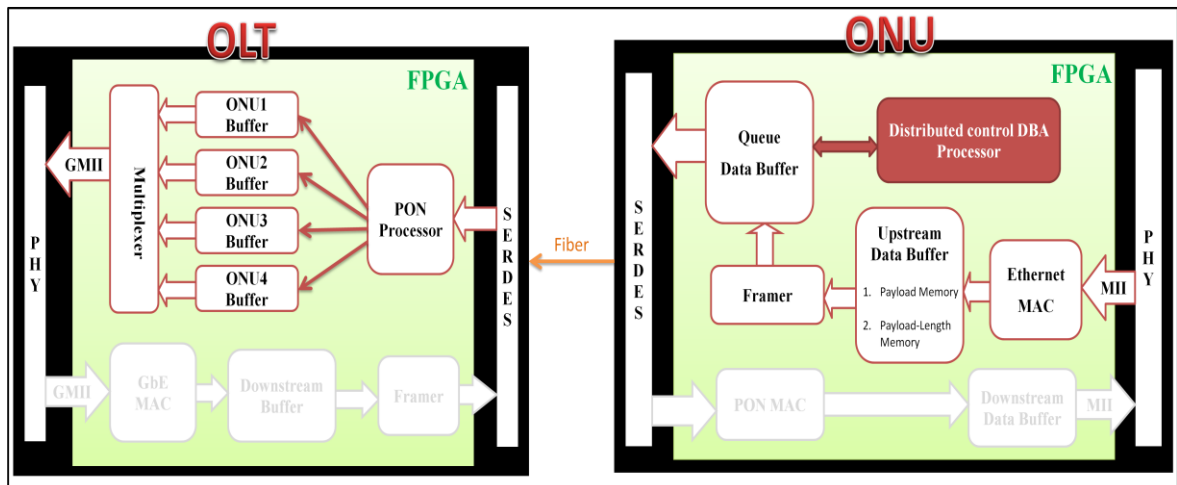 OLT
FPGA
PHY
GMII
Multiplexer
ONU1
Buffer
ONU2
Buffer
ONU3
Buffer
ONU4
Buffer
PON
Processor
SERDES
GMII
GbE
MAC
Downstream
Buffer
Framer
Fiber
ONU
FPGA
SERDES
Queue
Data Buffer
Distributed control DBA
Processor
Framer
Upstream
Data Buffer
1. Payload Memory
2. Payload-Length
Memory
Ethernet
MAC
MII
PHY
PON MAC
Downstream
Data Buffer
MII